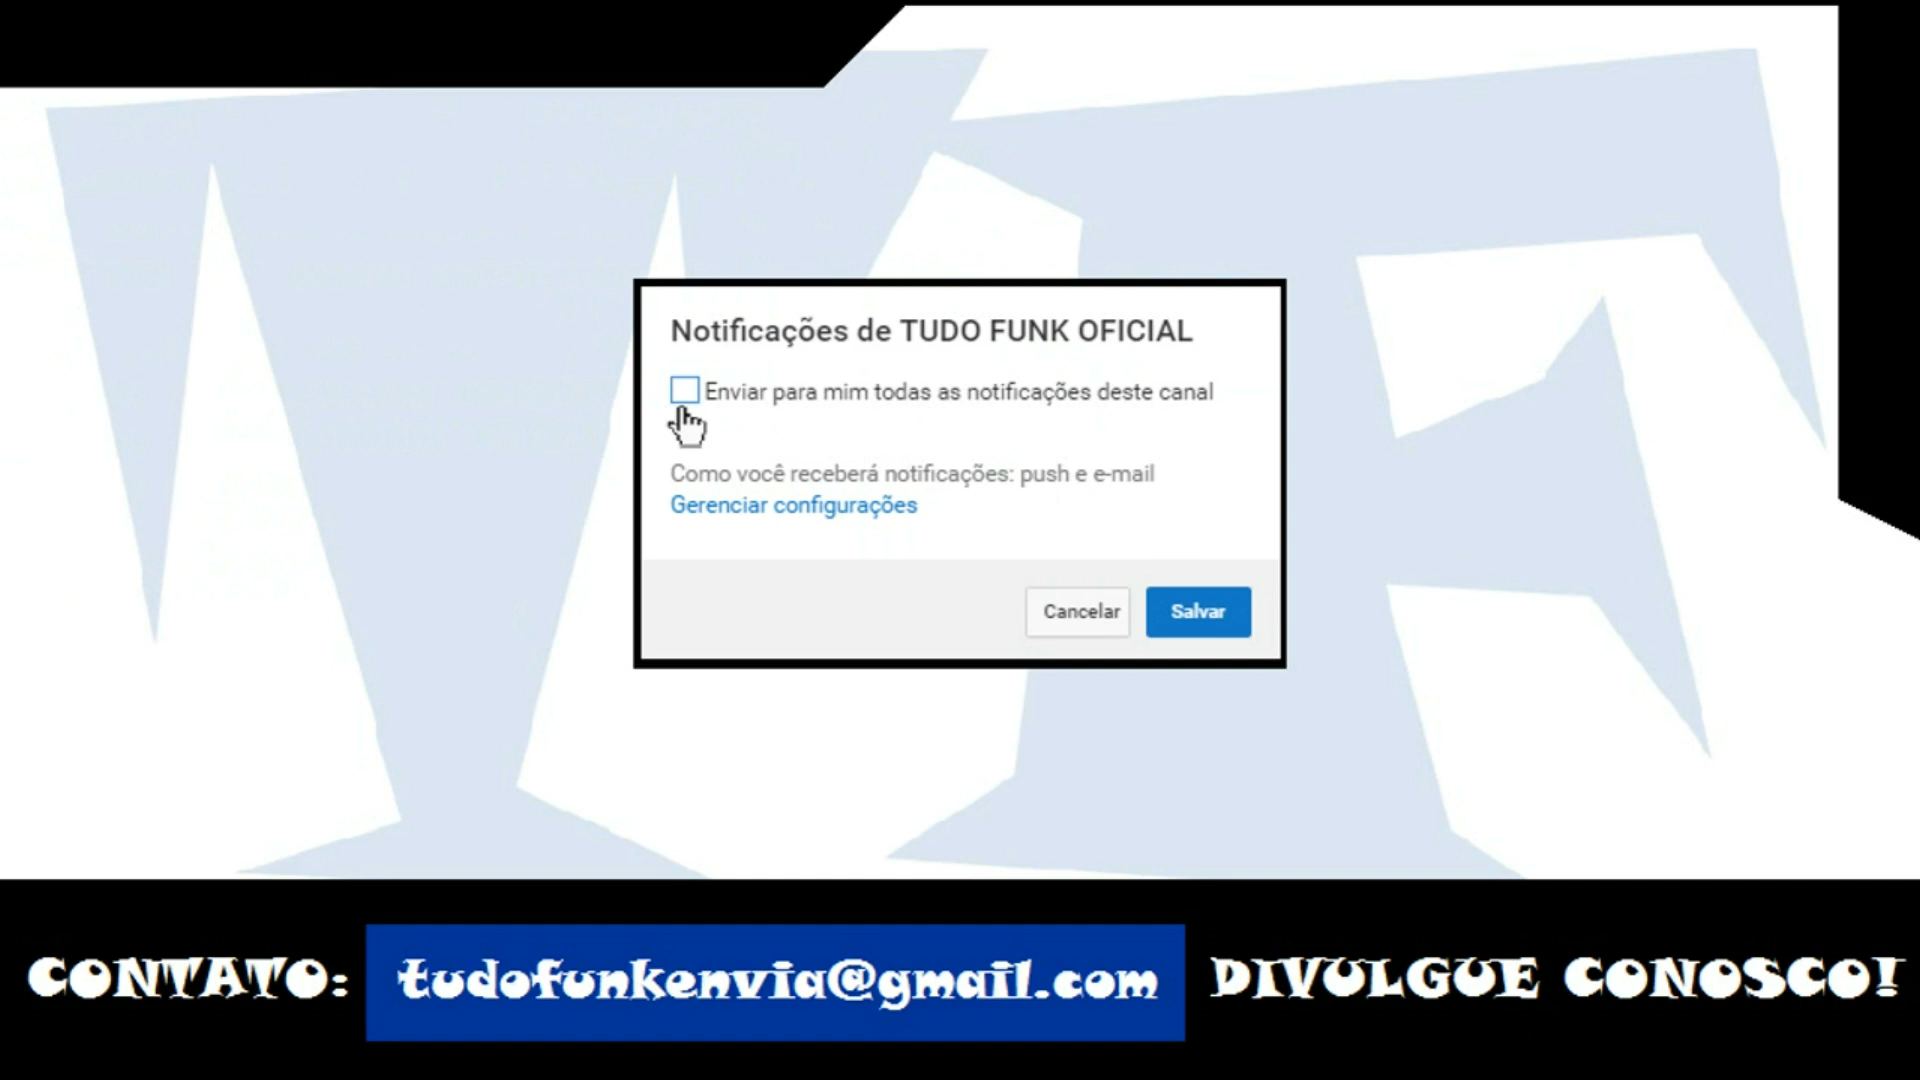 Notificações de TUDO FUNK OFICIAL
Enviar para mim todas as notificações deste canal
Como você receberá notificações: push e e-mail
Gerenciar configurações
Cancelar Salvar
CONTATO: tudofunkenvia@gmail.com DIVULGUE CONOSCO!